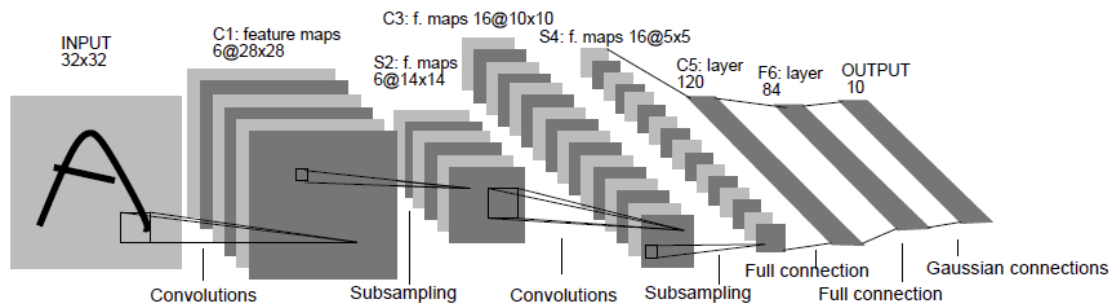 INPUT
32x32
C1: feature maps
6@28x28
S2: f. maps
6@14x14
C3: f. maps 16@10x10
S4: f. maps 16@5x5
C5: layer
120
F6: layer
84
OUTPUT
10
Convolutions
Subsampling
Convolutions
Subsampling
Full connection
Full connection
Gaussian connections